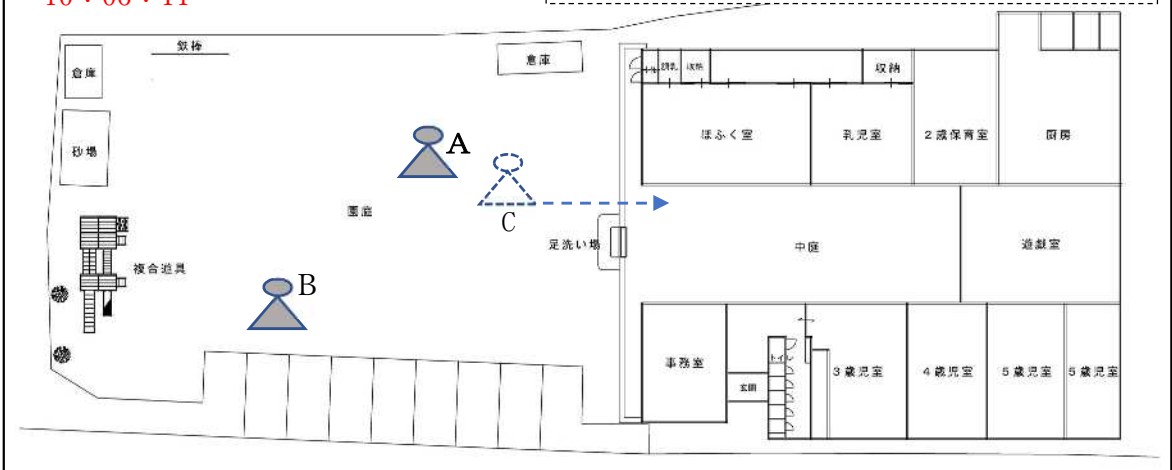 鉄棒
倉庫
倉庫
収納
収納
砂場
ほふく室
乳児室
2歳保育室
厨房
A
園庭
C
足洗い場
中庭
遊戯室
複合遊具
B
事務室
玄関
3歳児室
4歳児室
5歳児室
5歳児室